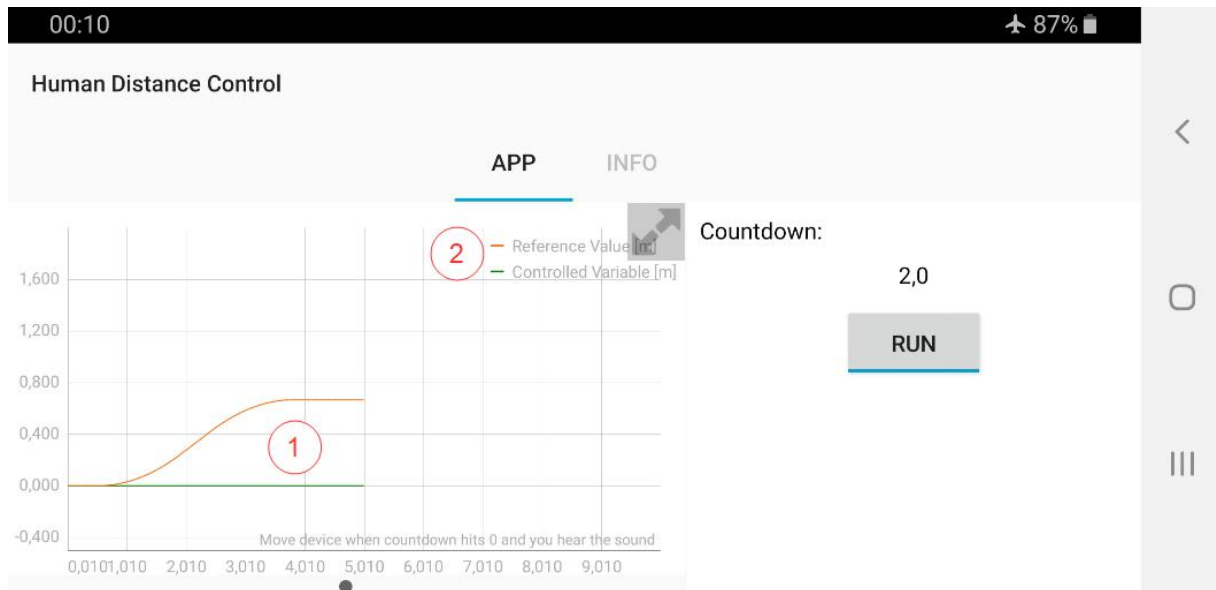 00:10 87%
Human Distance Control
APP INFO
2 Reference Value [m]
Controlled Variable [m]
Countdown:
2,0
RUN
1,600
1,200
0,800
0,400
1
0,000
-0,400
Move device when countdown hits 0 and you hear the sound
0,0101,010 2,010 3,010 4,010 5,010 6,010 7,010 8,010 9,010